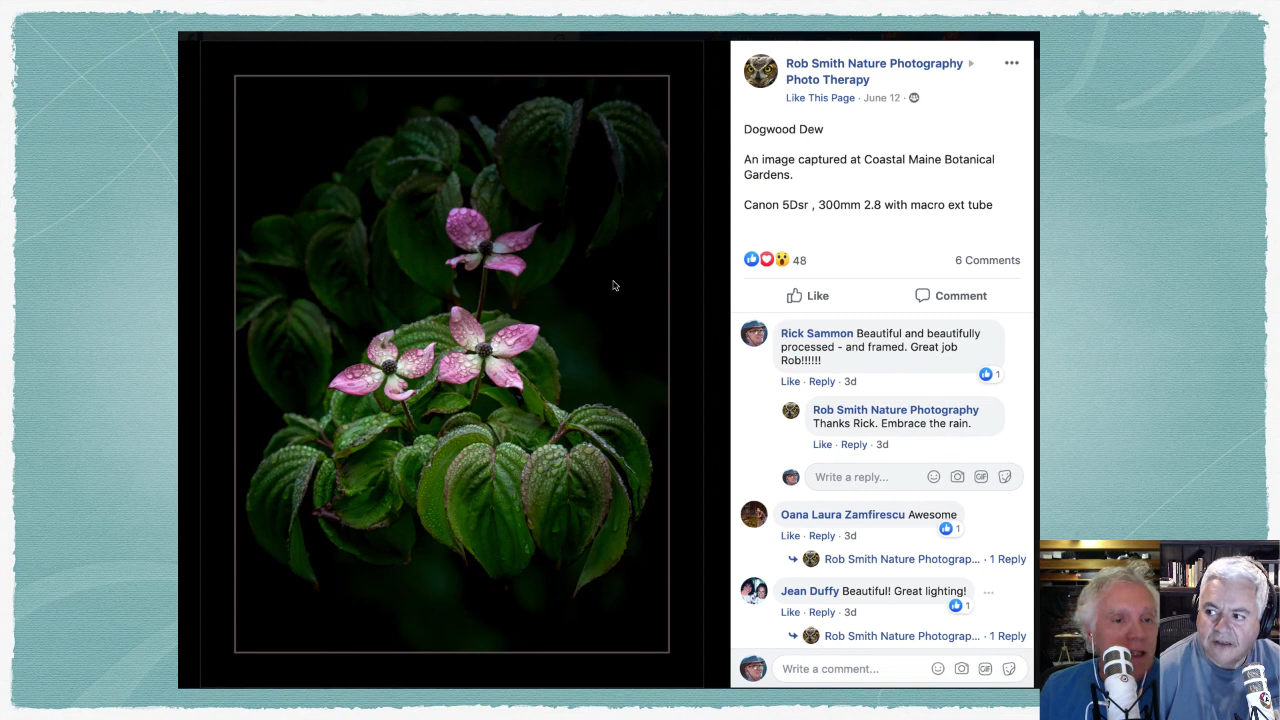 Rob Smith Nature Photography
Photo Therapy
Like This Page · June 12 ·
Dogwood Dew
An image captured at Coastal Maine Botanical
Gardens.
Canon 5Dsr , 300mm 2.8 with macro ext tube
48
6 Comments
Like
Comment
Rick Sammon Beautiful and beautifully
processed - and framed. Great job
Rob!!!!!!
1
Like · Reply · 3d
Rob Smith Nature Photography
Thanks Rick. Embrace the rain.
Like · Reply · 3d
Write a reply...
GIF
Oana Laura Zamfirescu Awesome
1
Like · Reply · 3d
Rob Smith Nature Photograp... · 1 Reply
Jean Duffy Beautiful! Great lighting!
1
Like · Reply · 3d
Rob Smith Nature Photograp... · 1 Reply
Write a comment...
GIF